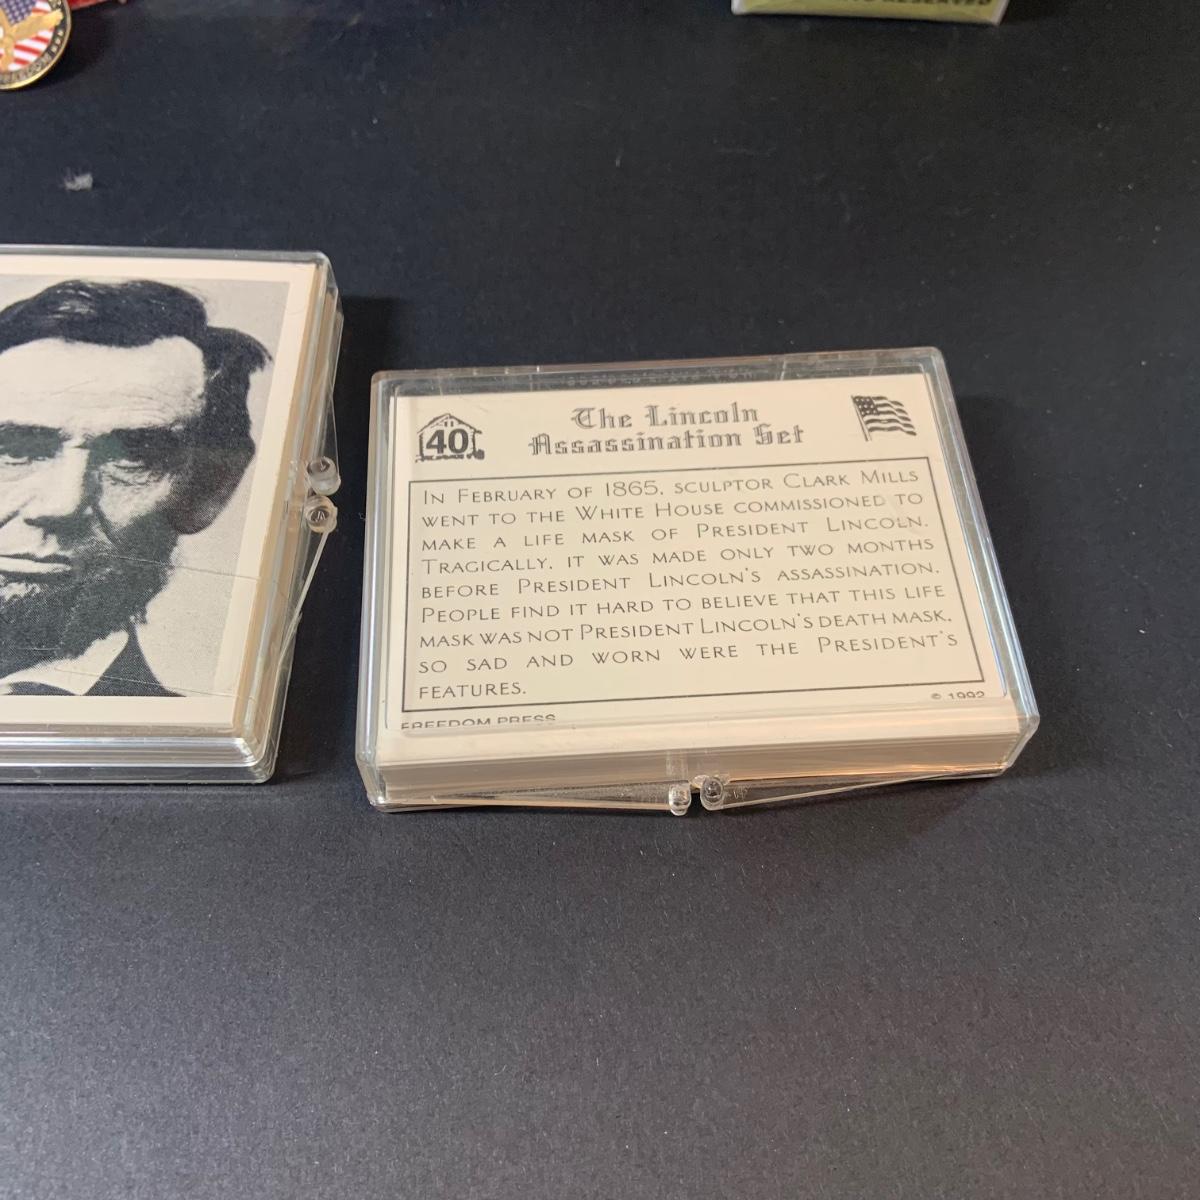 FREEDOM
RESERVED
40
The Lincoln
Assassination Set
IN FEBRUARY OF 1865, SCULPTOR CLARK MILLS
WENT TO THE WHITE HOUSE COMMISSIONED TO
MAKE A LIFE MASK OF PRESIDENT LINCOLN.
TRAGICALLY, IT WAS MADE ONLY TWO MONTHS
BEFORE PRESIDENT LINCOLN'S ASSASSINATION.
PEOPLE FIND IT HARD TO BELIEVE THAT THIS LIFE
MASK WAS NOT PRESIDENT LINCOLN'S DEATH MASK,
SO SAD AND WORN WERE THE PRESIDENT'S
FEATURES.
FREEDOM PRESS
© 1992